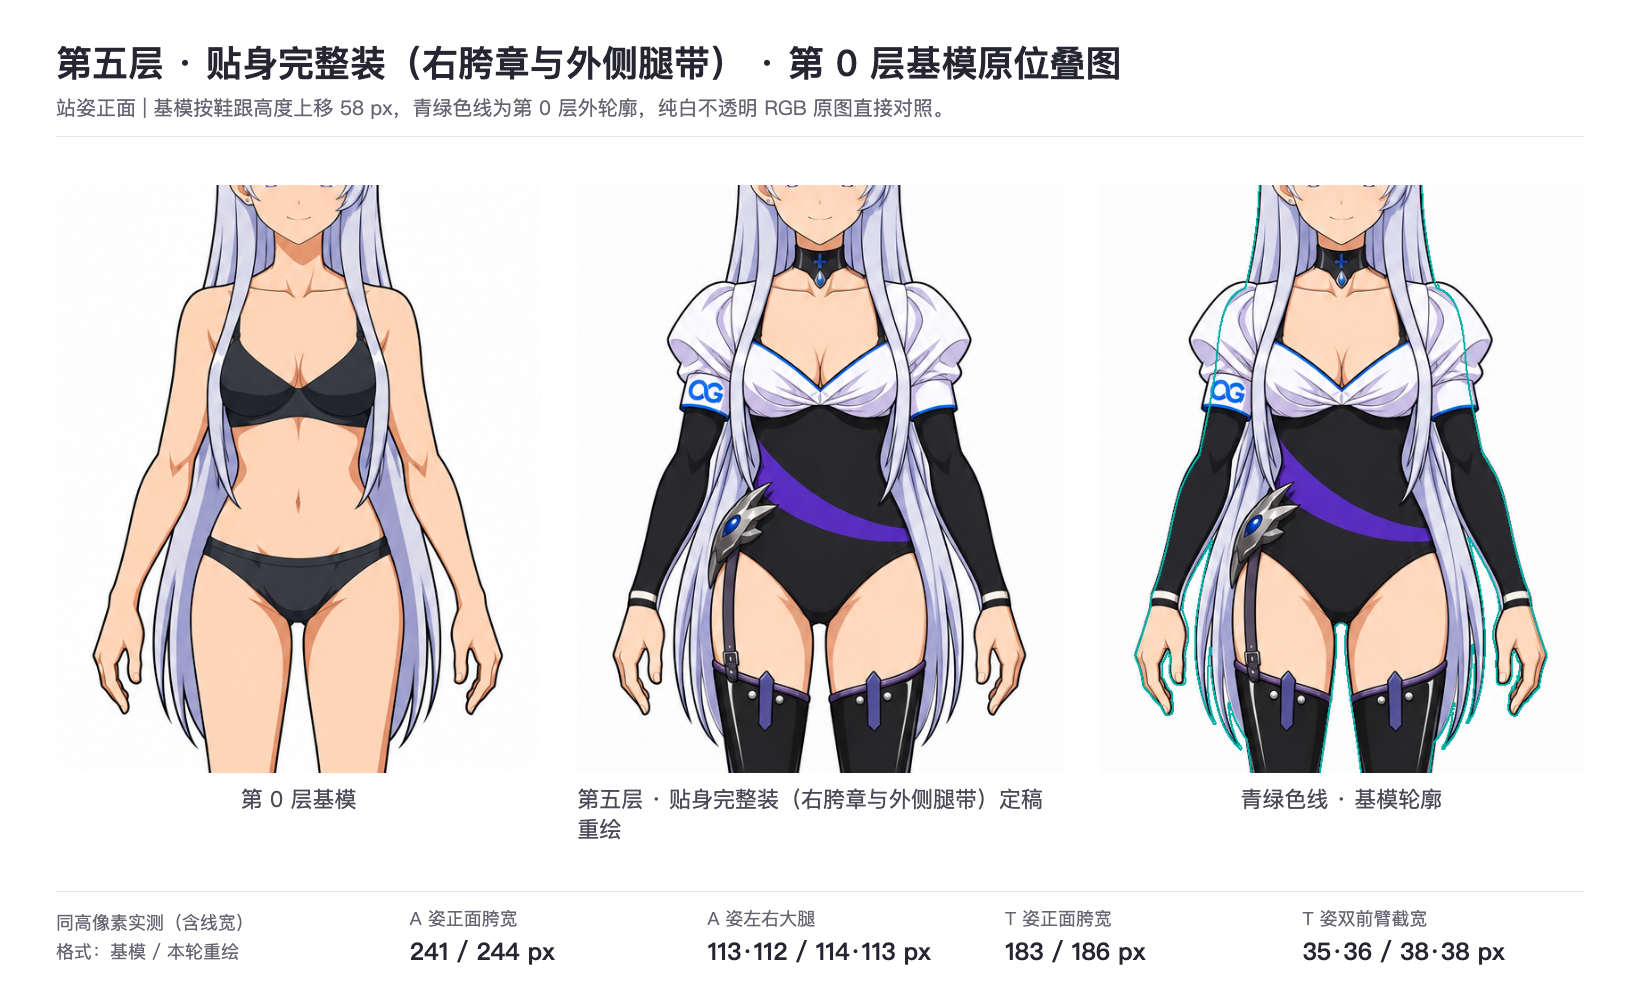 第五层 · 贴身完整装（右胯章与外侧腿带） · 第 0 层基模原位叠图
站姿正面 | 基模按鞋跟高度上移 58 px，青绿色线为第 0 层外轮廓，纯白不透明 RGB 原图直接对照。
OG
OG
第 0 层基模
第五层 · 贴身完整装（右胯章与外侧腿带）定稿
重绘
青绿色线 · 基模轮廓
同高像素实测（含线宽）
格式：基模 / 本轮重绘
A 姿正面胯宽
241 / 244 px
A 姿左右大腿
113·112 / 114·113 px
T 姿正面胯宽
183 / 186 px
T 姿双前臂截宽
35·36 / 38·38 px